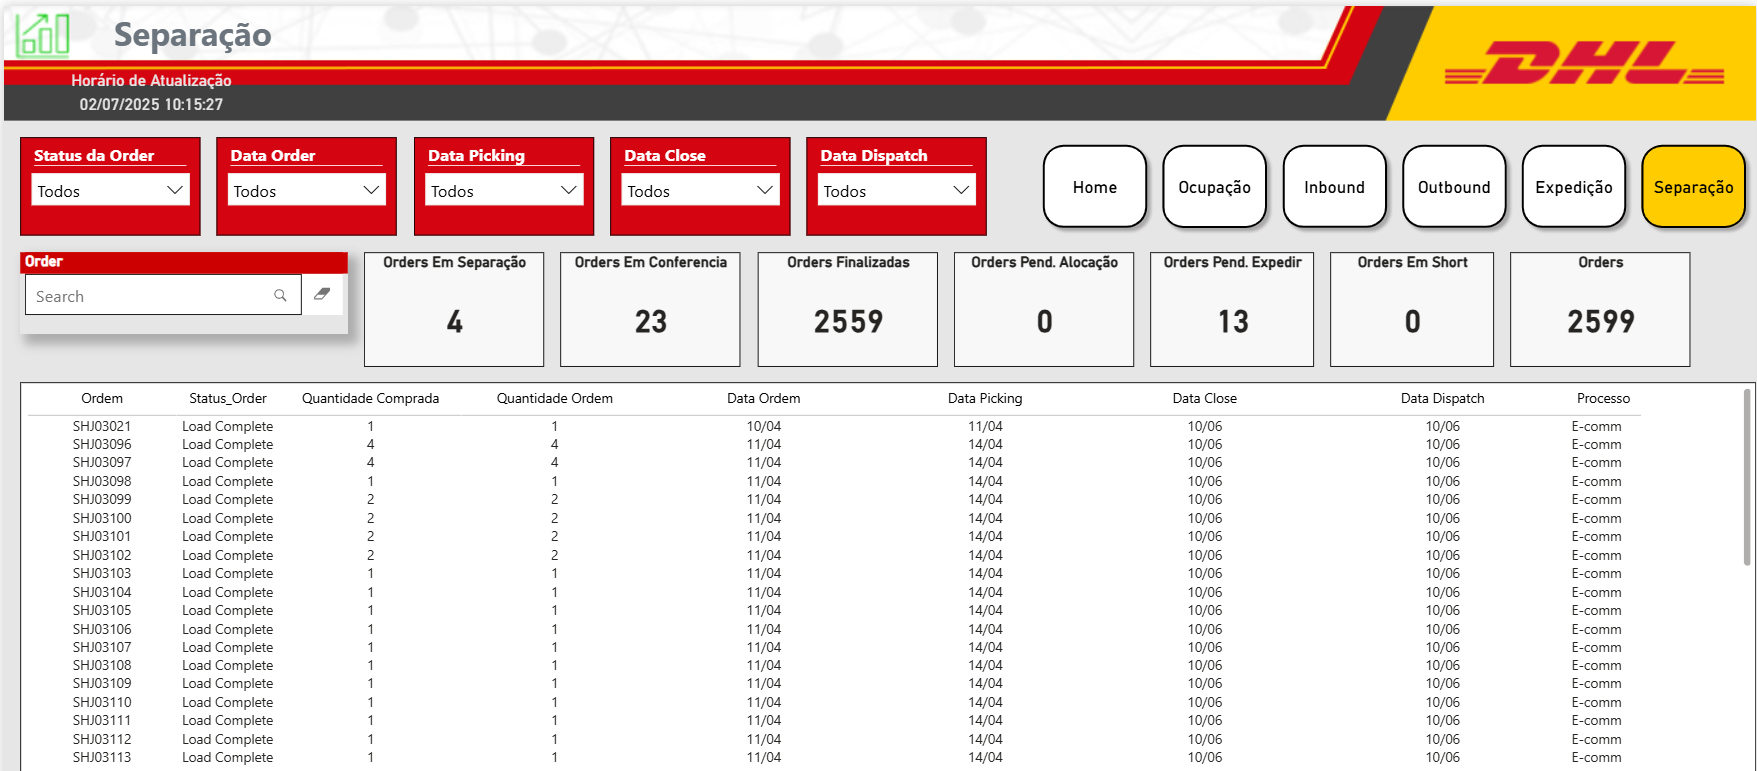 Separação
Horário de Atualização
02/07/2025 10:15:27
DHL
Status da Order Data Order Data Picking Data Close Data Dispatch
Todos Todos Todos Todos Todos
Home Ocupação Inbound Outbound Expedição Separação
Order
Search
Orders Em Separação Orders Em Conferencia Orders Finalizadas Orders Pend. Alocação Orders Pend. Expedir Orders Em Short Orders
4 23 2559 0 13 0 2599
Ordem Status_Order Quantidade Comprada Quantidade Ordem Data Ordem Data Picking Data Close Data Dispatch Processo
SHJ03021 Load Complete 1 1 10/04 11/04 10/06 10/06 E-comm
SHJ03096 Load Complete 4 4 11/04 14/04 10/06 10/06 E-comm
SHJ03097 Load Complete 4 4 11/04 14/04 10/06 10/06 E-comm
SHJ03098 Load Complete 1 1 11/04 14/04 10/06 10/06 E-comm
SHJ03099 Load Complete 2 2 11/04 14/04 10/06 10/06 E-comm
SHJ03100 Load Complete 2 2 11/04 14/04 10/06 10/06 E-comm
SHJ03101 Load Complete 2 2 11/04 14/04 10/06 10/06 E-comm
SHJ03102 Load Complete 2 2 11/04 14/04 10/06 10/06 E-comm
SHJ03103 Load Complete 1 1 11/04 14/04 10/06 10/06 E-comm
SHJ03104 Load Complete 1 1 11/04 14/04 10/06 10/06 E-comm
SHJ03105 Load Complete 1 1 11/04 14/04 10/06 10/06 E-comm
SHJ03106 Load Complete 1 1 11/04 14/04 10/06 10/06 E-comm
SHJ03107 Load Complete 1 1 11/04 14/04 10/06 10/06 E-comm
SHJ03108 Load Complete 1 1 11/04 14/04 10/06 10/06 E-comm
SHJ03109 Load Complete 1 1 11/04 14/04 10/06 10/06 E-comm
SHJ03110 Load Complete 1 1 11/04 14/04 10/06 10/06 E-comm
SHJ03111 Load Complete 1 1 11/04 14/04 10/06 10/06 E-comm
SHJ03112 Load Complete 1 1 11/04 14/04 10/06 10/06 E-comm
SHJ03113 Load Complete 1 1 11/04 14/04 10/06 10/06 E-comm